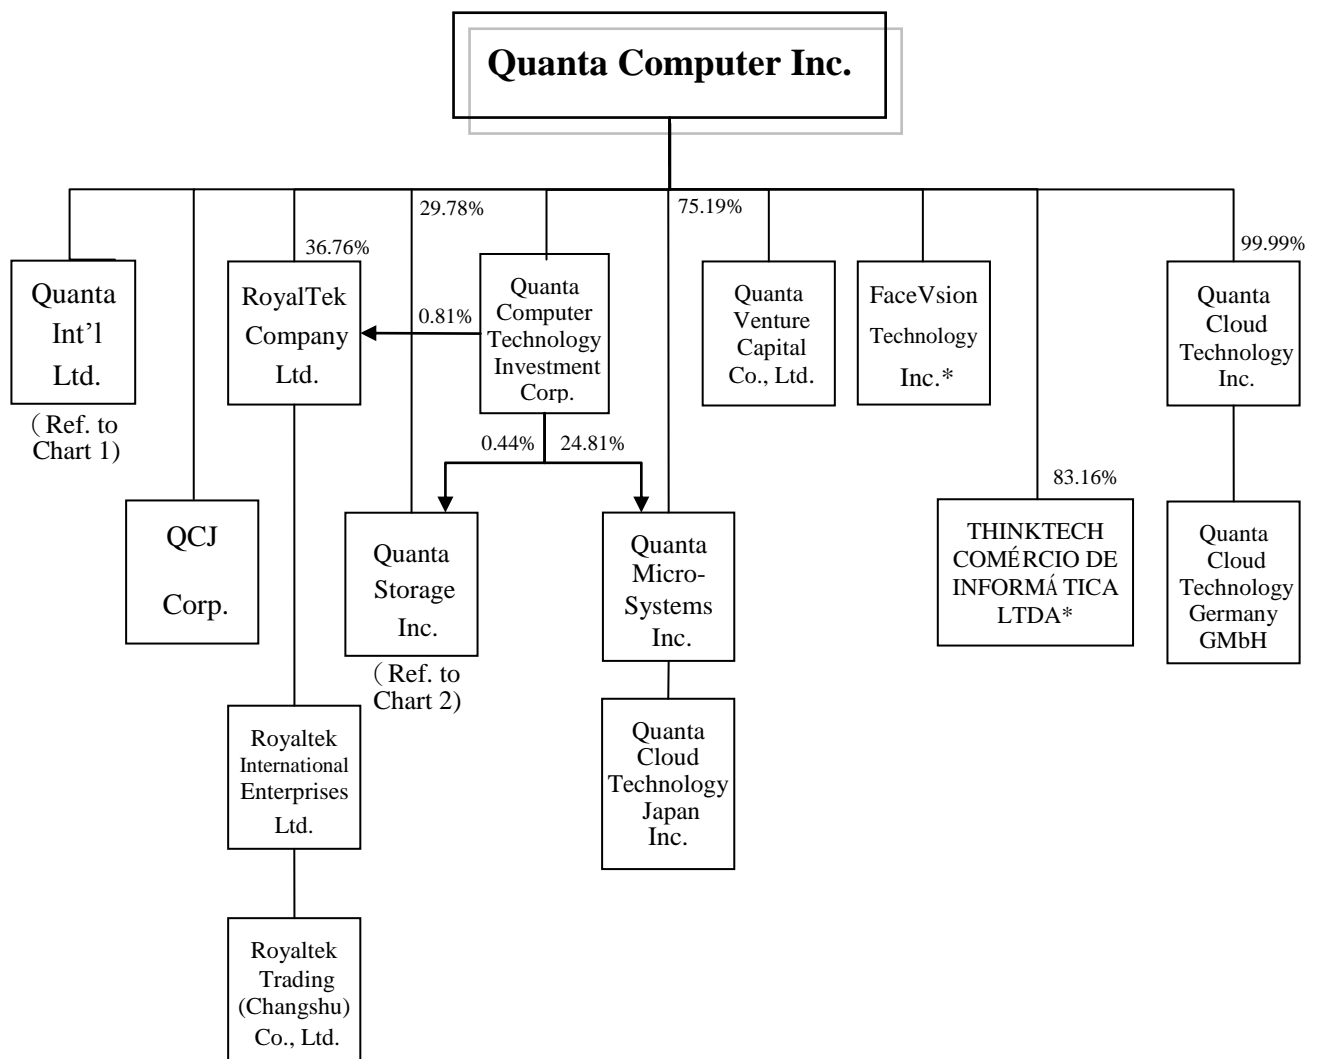 Quanta Computer Inc.
29.78%
75.19%
36.76%
99.99%
Quanta
Int’l
Ltd.
(Ref. to
Chart 1)
RoyalTek
Company
Ltd.
0.81%
Quanta
Computer
Technology
Investment
Corp.
Quanta
Venture
Capital
Co., Ltd.
FaceVsion
Technology
Inc.*
Quanta
Cloud
Technology
Inc.
0.44%
24.81%
83.16%
QCJ
Corp.
Quanta
Storage
Inc.
(Ref. to
Chart 2)
Quanta
Micro-
Systems
Inc.
THINKTECH
COMÉRCIO DE
INFORMÁTICA
LTDA*
Quanta
Cloud
Technology
Germany
GMbH
Royaltek
International
Enterprises
Ltd.
Quanta
Cloud
Technology
Japan
Inc.
Royaltek
Trading
(Changshu)
Co., Ltd.